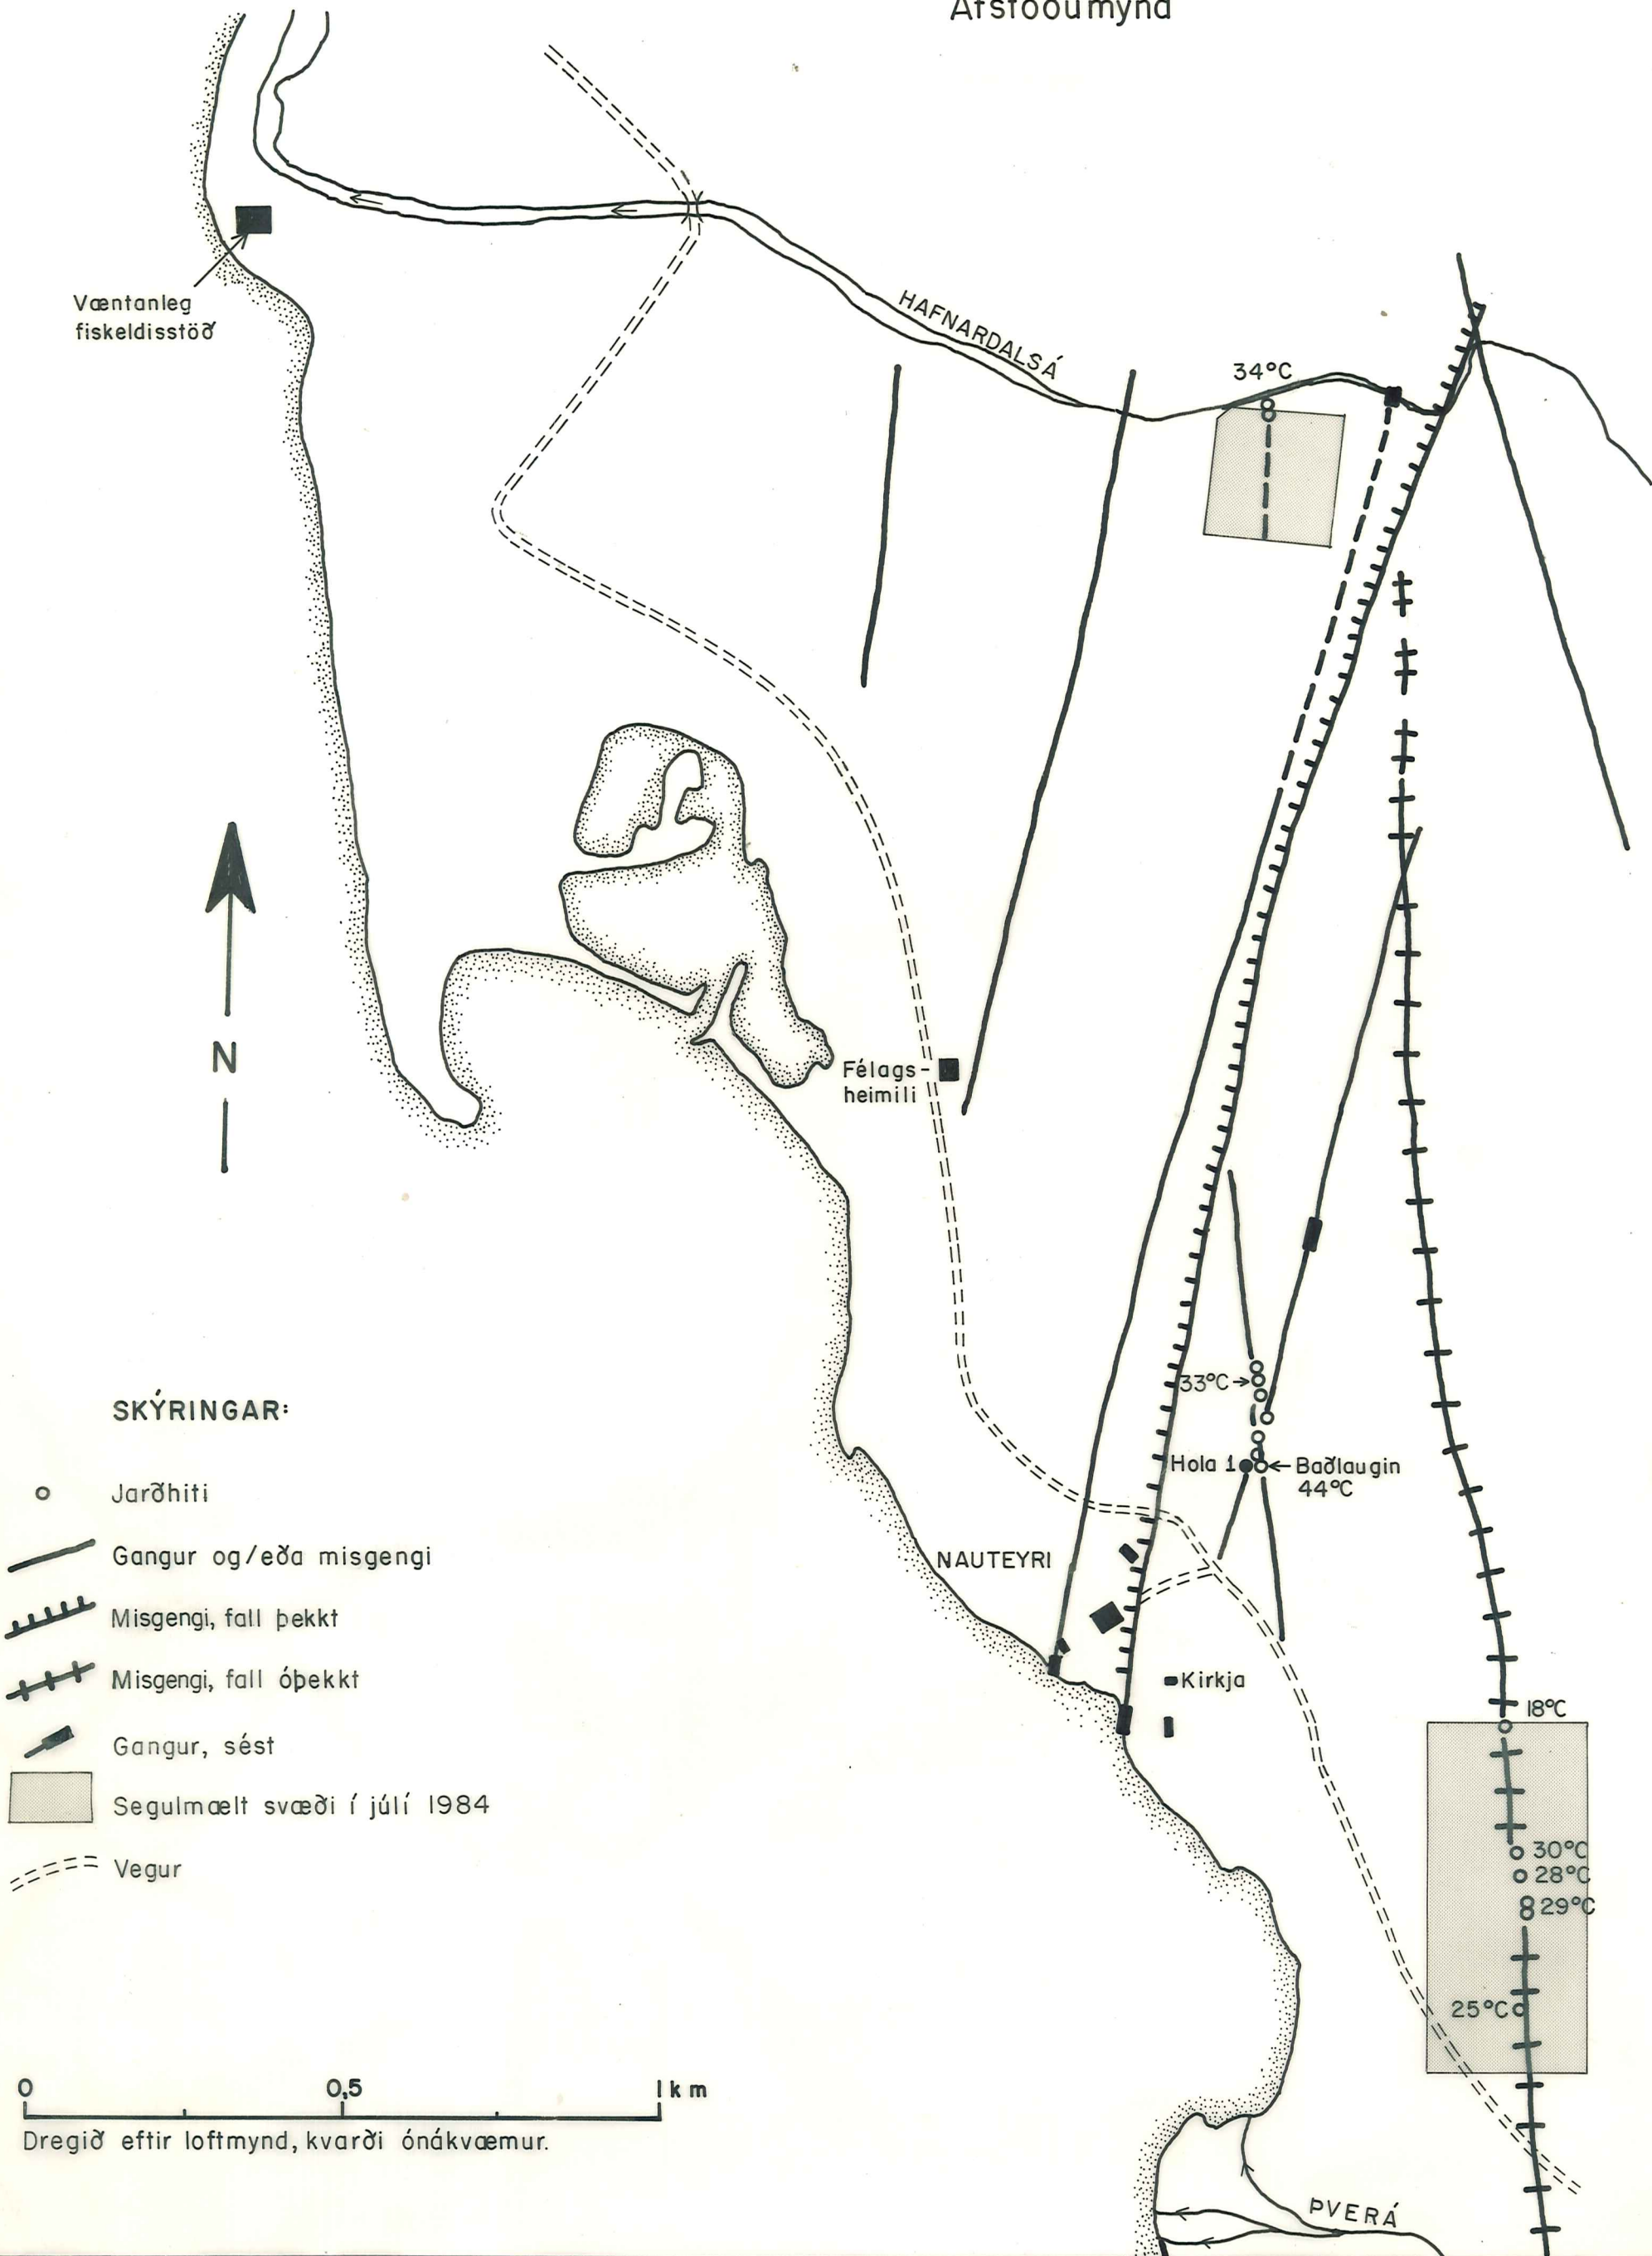 Afstöðumynd
Væntanleg
fiskeldisstöð
HAFNARDALSÁ
34°C
N
Félags-
heimili
33°C
Hola 1
Baðlaugin
44°C
NAUTEYRI
Kirkja
18°C
30°C
28°C
29°C
25°C
SKÝRINGAR:
Jarðhiti
Gangur og/eða misgengi
Misgengi, fall þekkt
Misgengi, fall óþekkt
Gangur, sést
Segulmælt svæði í júlí 1984
Vegur
0 0,5 1 km
Dregið eftir loftmynd, kvarði ónákvæmur.
ÞVERÁ